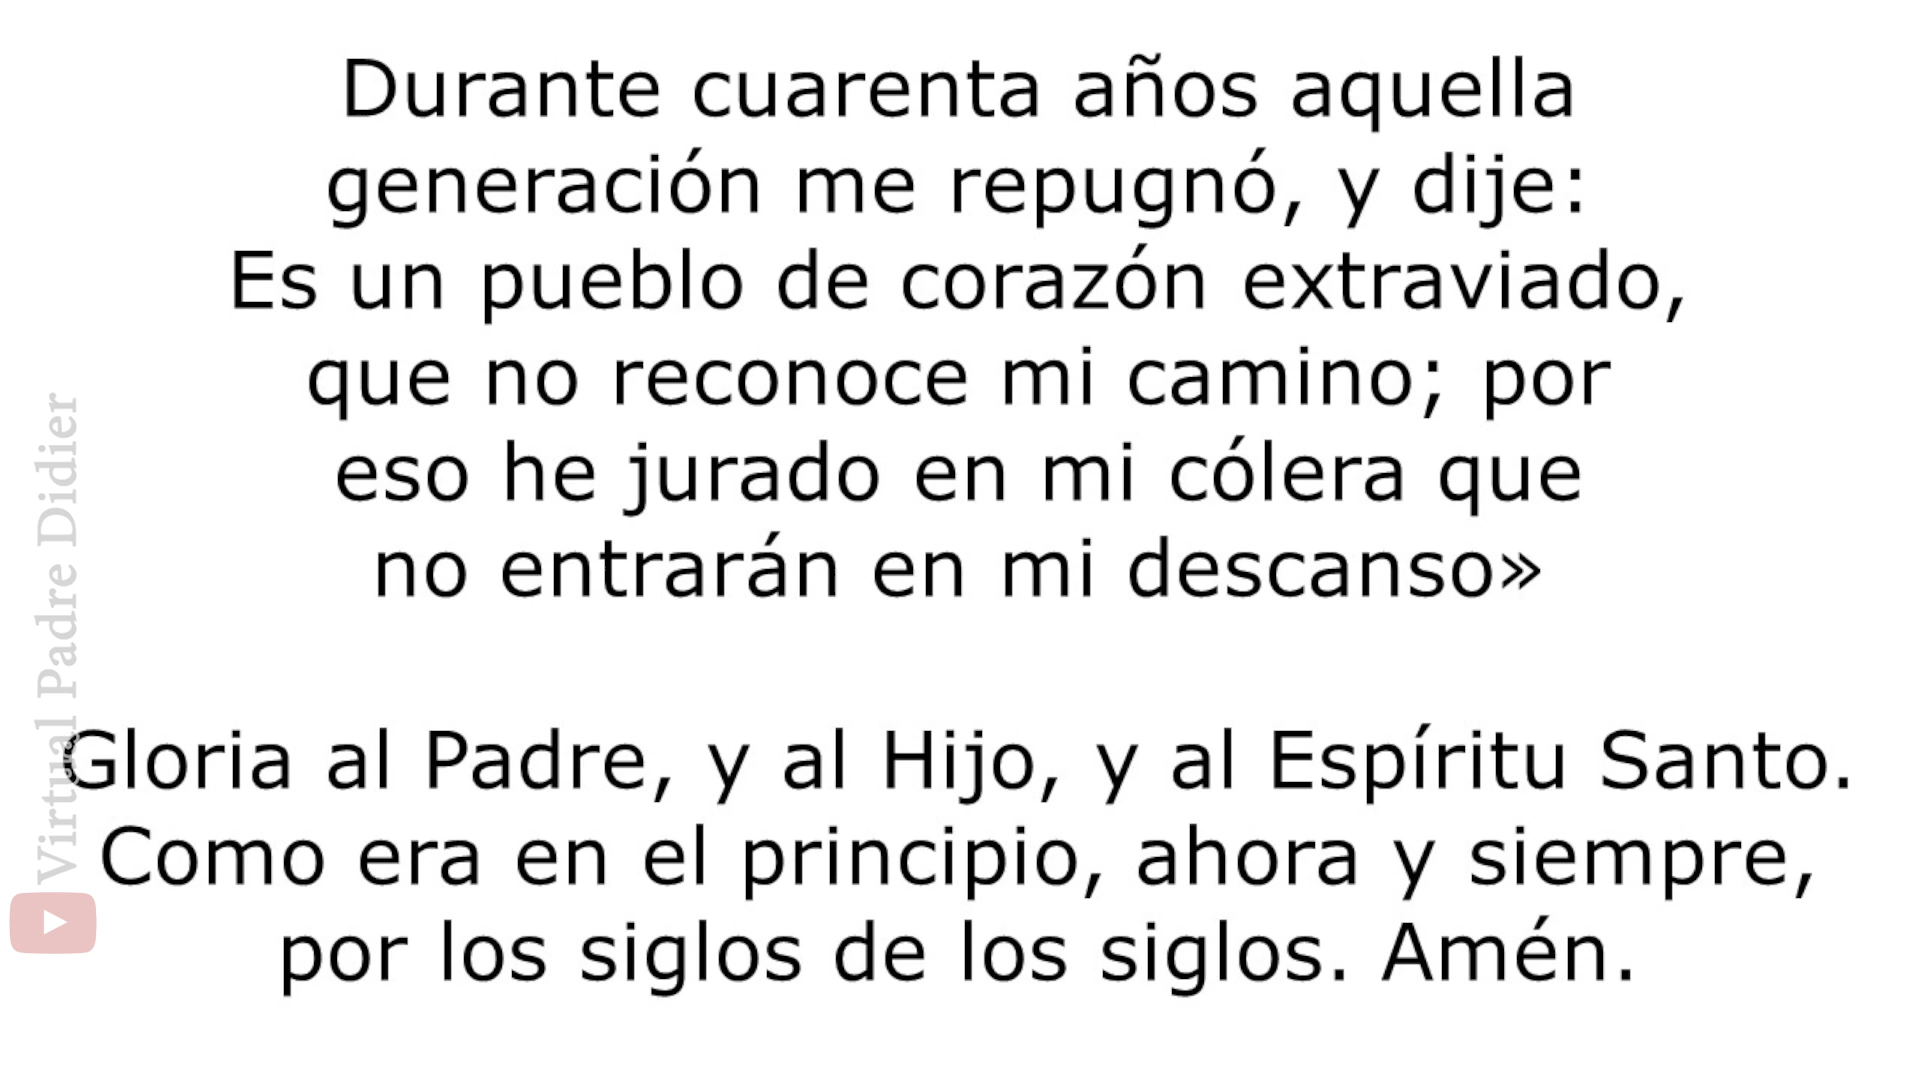 Durante cuarenta años aquella
generación me repugnó, y dije:
Es un pueblo de corazón extraviado,
que no reconoce mi camino; por
eso he jurado en mi cólera que
no entrarán en mi descanso»
Gloria al Padre, y al Hijo, y al Espíritu Santo.
Como era en el principio, ahora y siempre,
por los siglos de los siglos. Amén.
Virtual Padre Didier